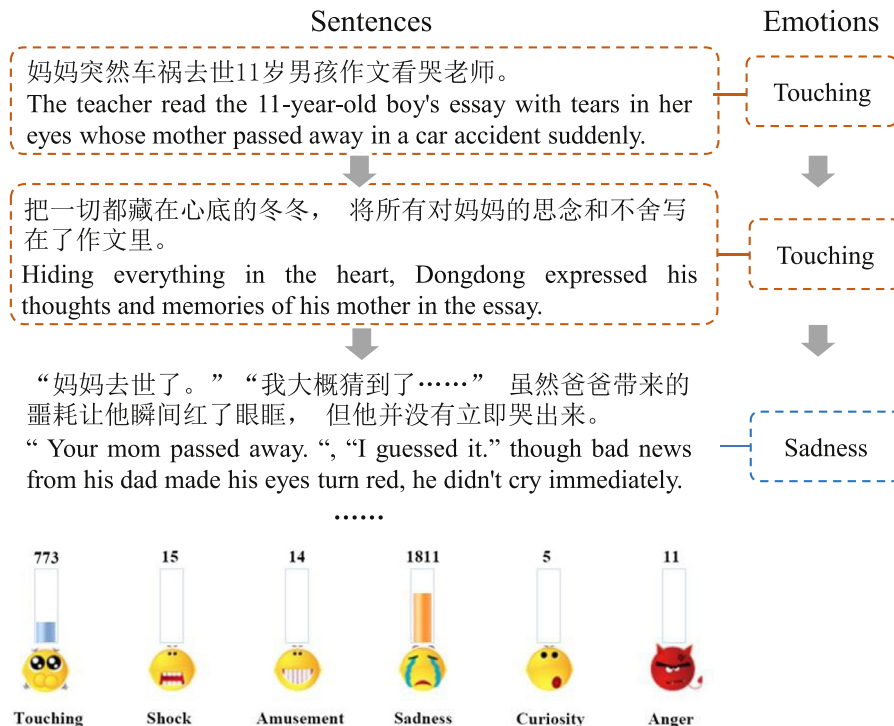 Sentences
Emotions
妈妈突然车祸去世11岁男孩作文看哭老师。
The teacher read the 11-year-old boy's essay with tears in her
eyes whose mother passed away in a car accident suddenly.
Touching
把一切都藏在心底的冬冬， 将所有对妈妈的思念和不舍写
在了作文里。
Hiding everything in the heart, Dongdong expressed his
thoughts and memories of his mother in the essay.
Touching
“妈妈去世了。” “我大概猜到了······” 虽然爸爸带来的
噩耗让他瞬间红了眼眶， 但他并没有立即哭出来。
“ Your mom passed away. “, “I guessed it.” though bad news
from his dad made his eyes turn red, he didn't cry immediately.
Sadness
······
773
15
14
1811
5
11
Touching
Shock
Amusement
Sadness
Curiosity
Anger